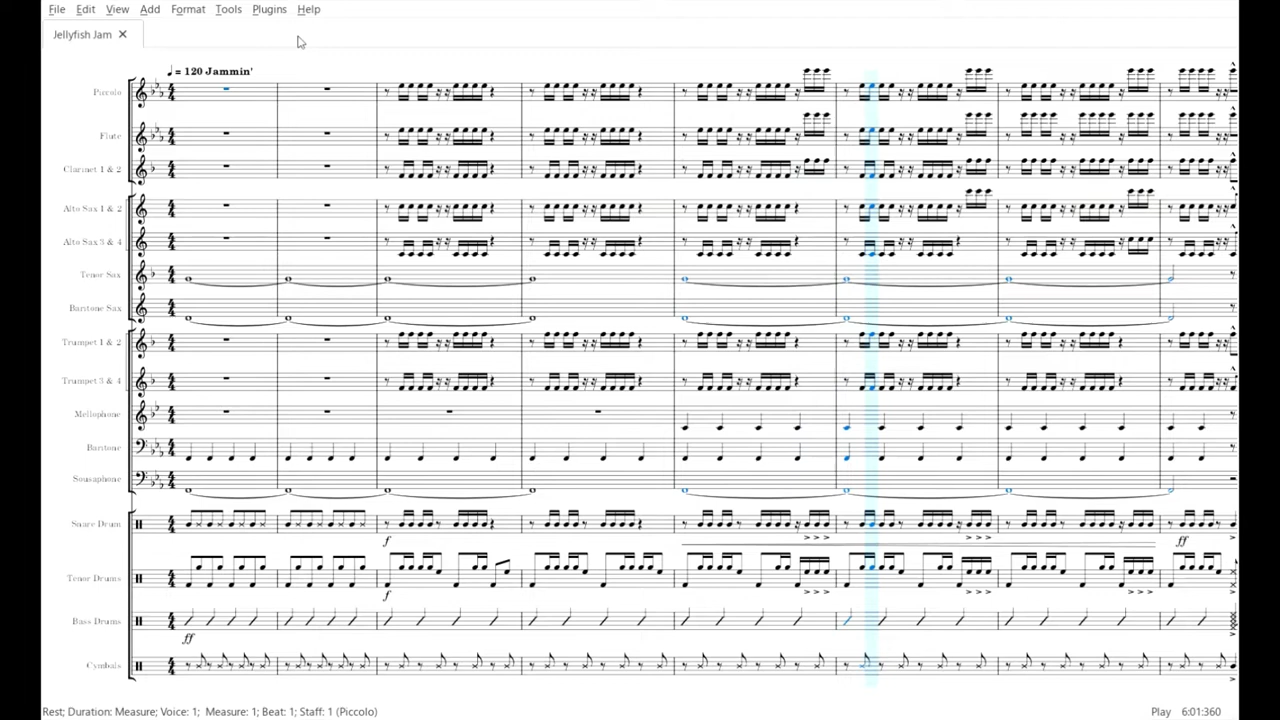 File Edit View Add Format Tools Plugins Help
Jellyfish Jam ✕
♩ = 120 Jammin'
Piccolo
Flute
Clarinet 1 & 2
Alto Sax 1 & 2
Alto Sax 3 & 4
Tenor Sax
Baritone Sax
Trumpet 1 & 2
Trumpet 3 & 4
Mellophone
Baritone
Sousaphone
Snare Drum
f
ff
Tenor Drums
f
Bass Drums
ff
Cymbals
Rest; Duration: Measure; Voice: 1; Measure: 1; Beat: 1; Staff: 1 (Piccolo)
Play 6:01:360